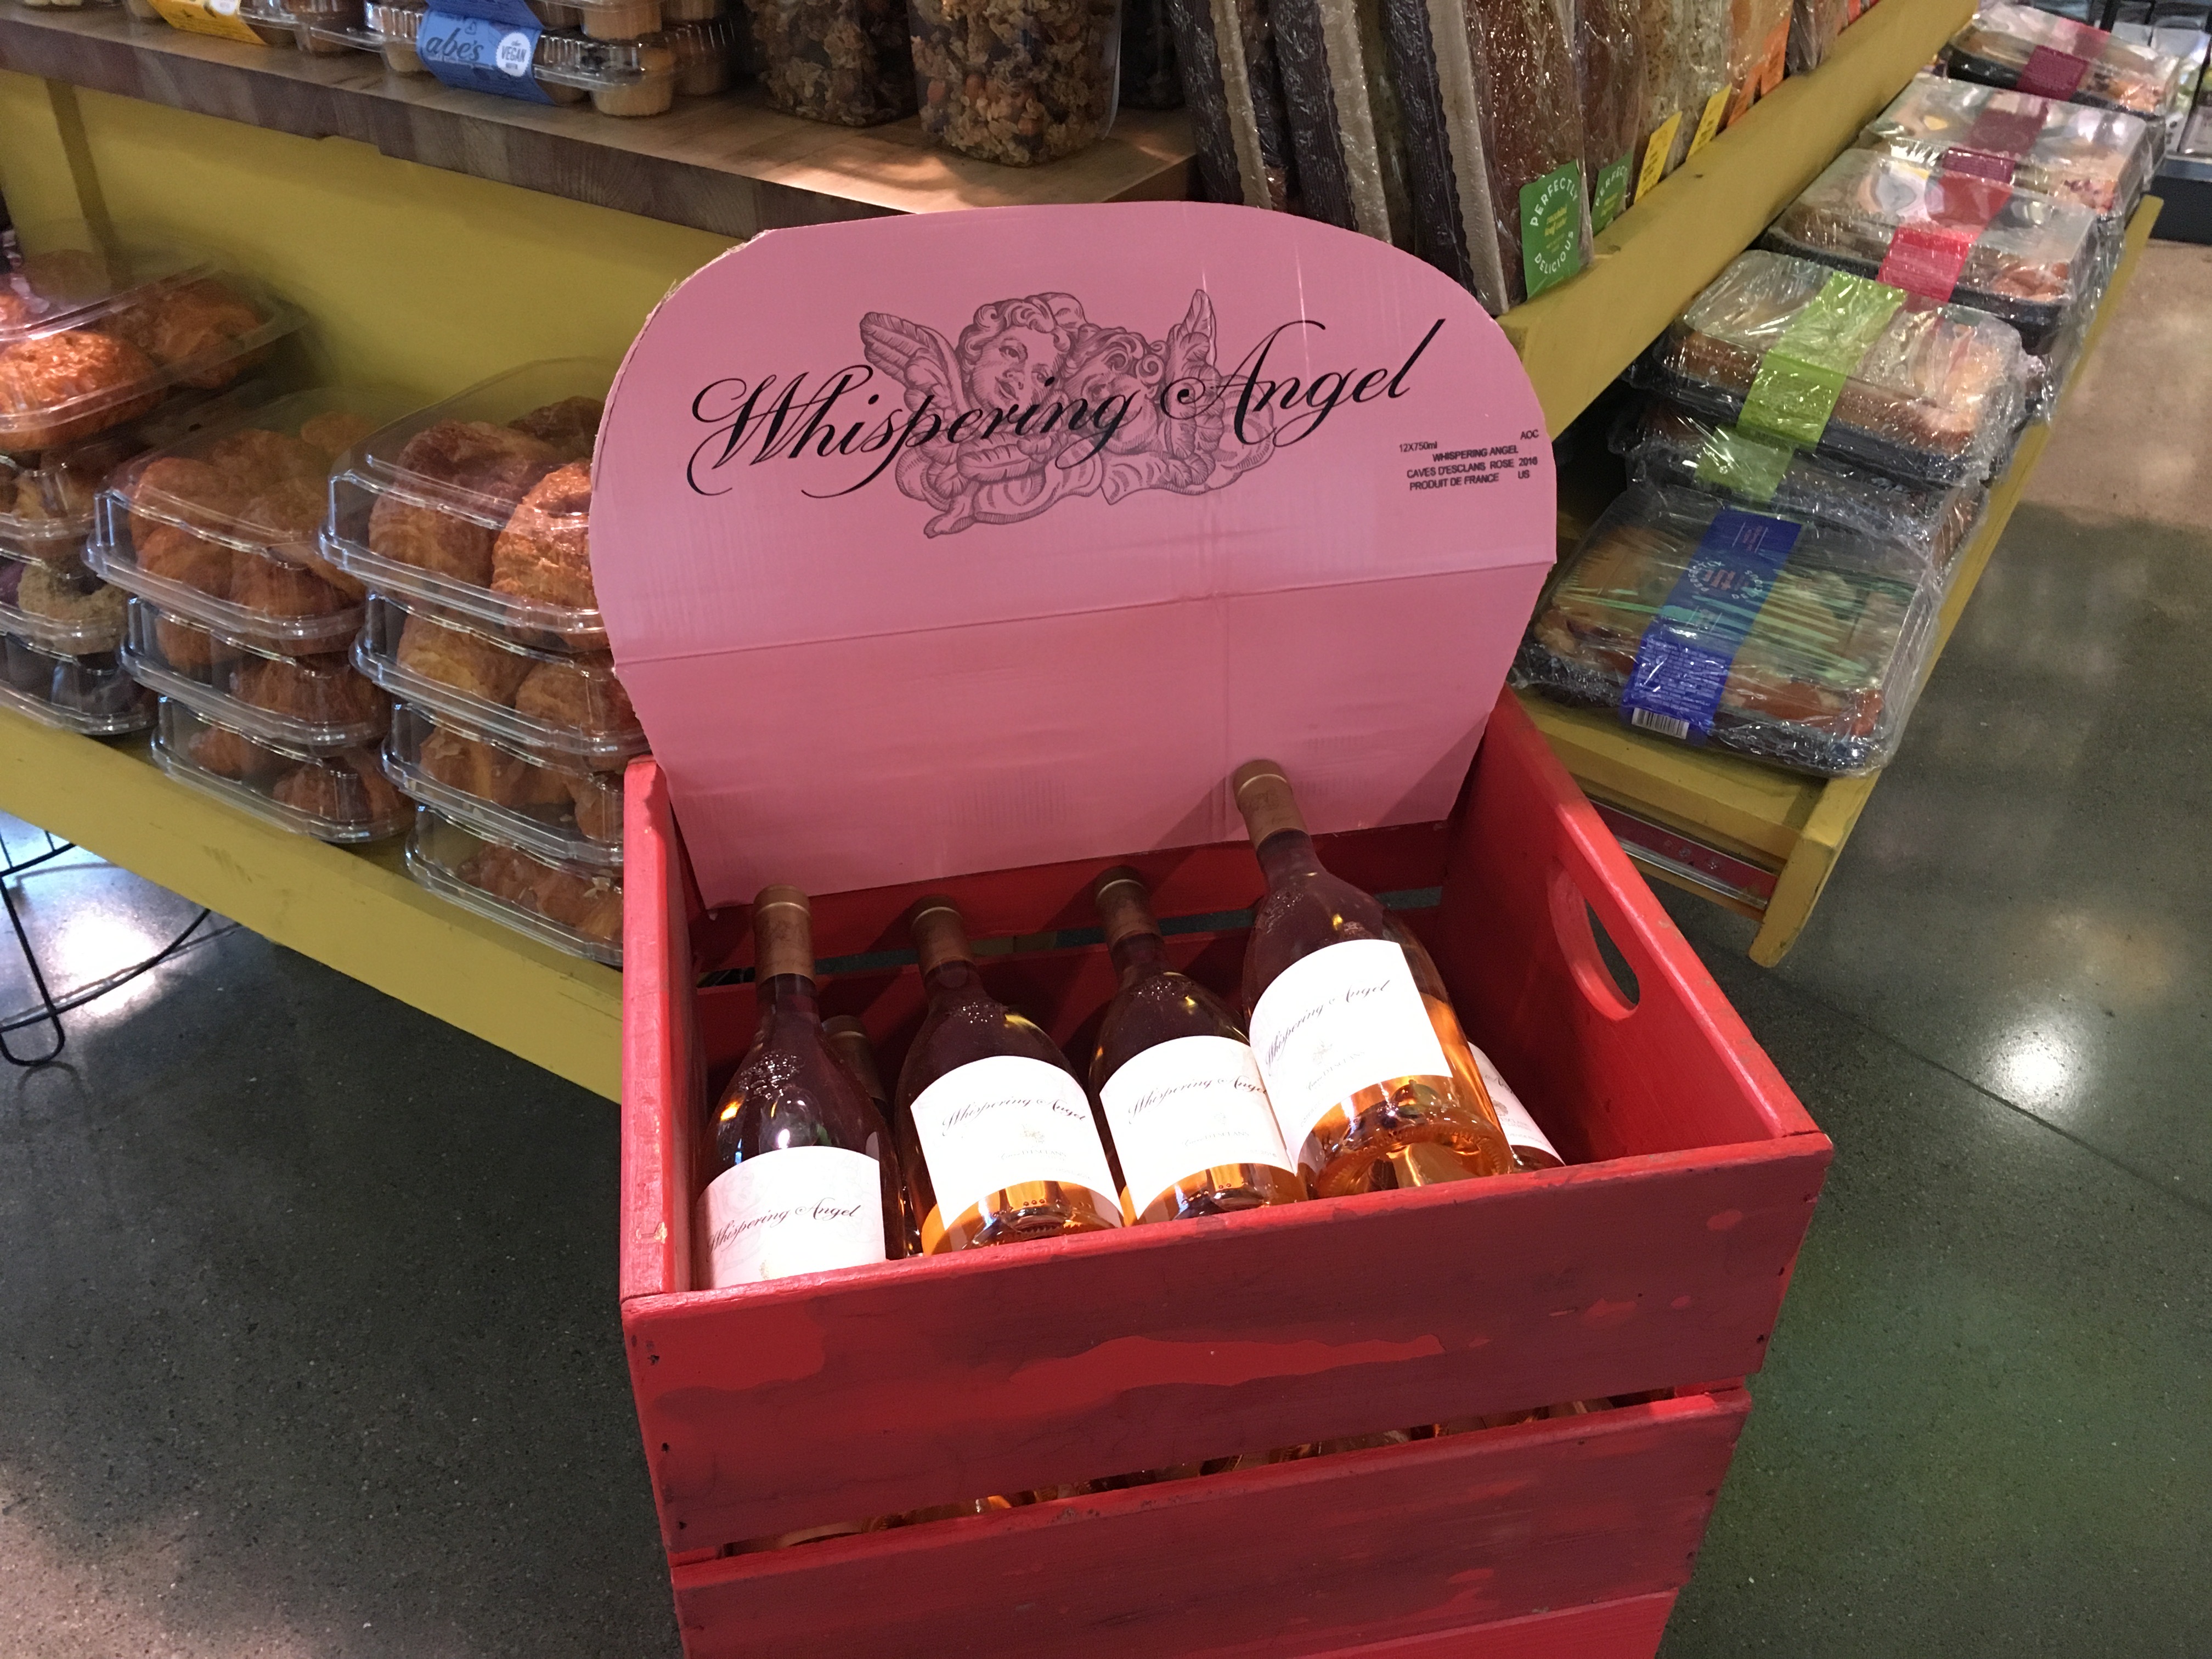 abe's
VEGAN
PERFECTLY
DELICIOUS
Whispering Angel
12X750ml AOC
WHISPERING ANGEL
CAVES D'ESCLANS ROSE 2016
PRODUIT DE FRANCE US
Whispering Angel
Whispering Angel
Whispering Angel
Whispering Angel